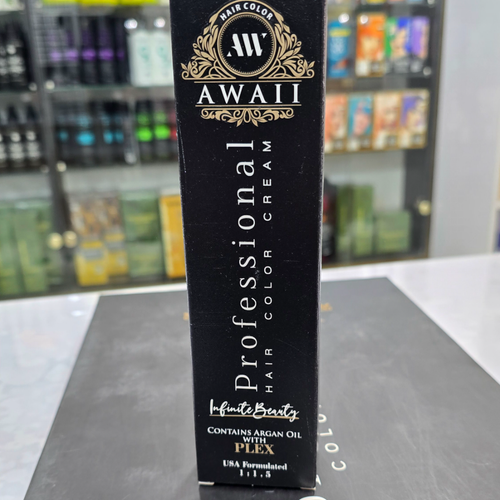 HAIR COLOR
AW
AWAII
Professional
HAIR COLOR CREAM
Infinite Beauty
CONTAINS ARGAN OIL
WITH
PLEX
USA Formulated
1:1.5
COLO